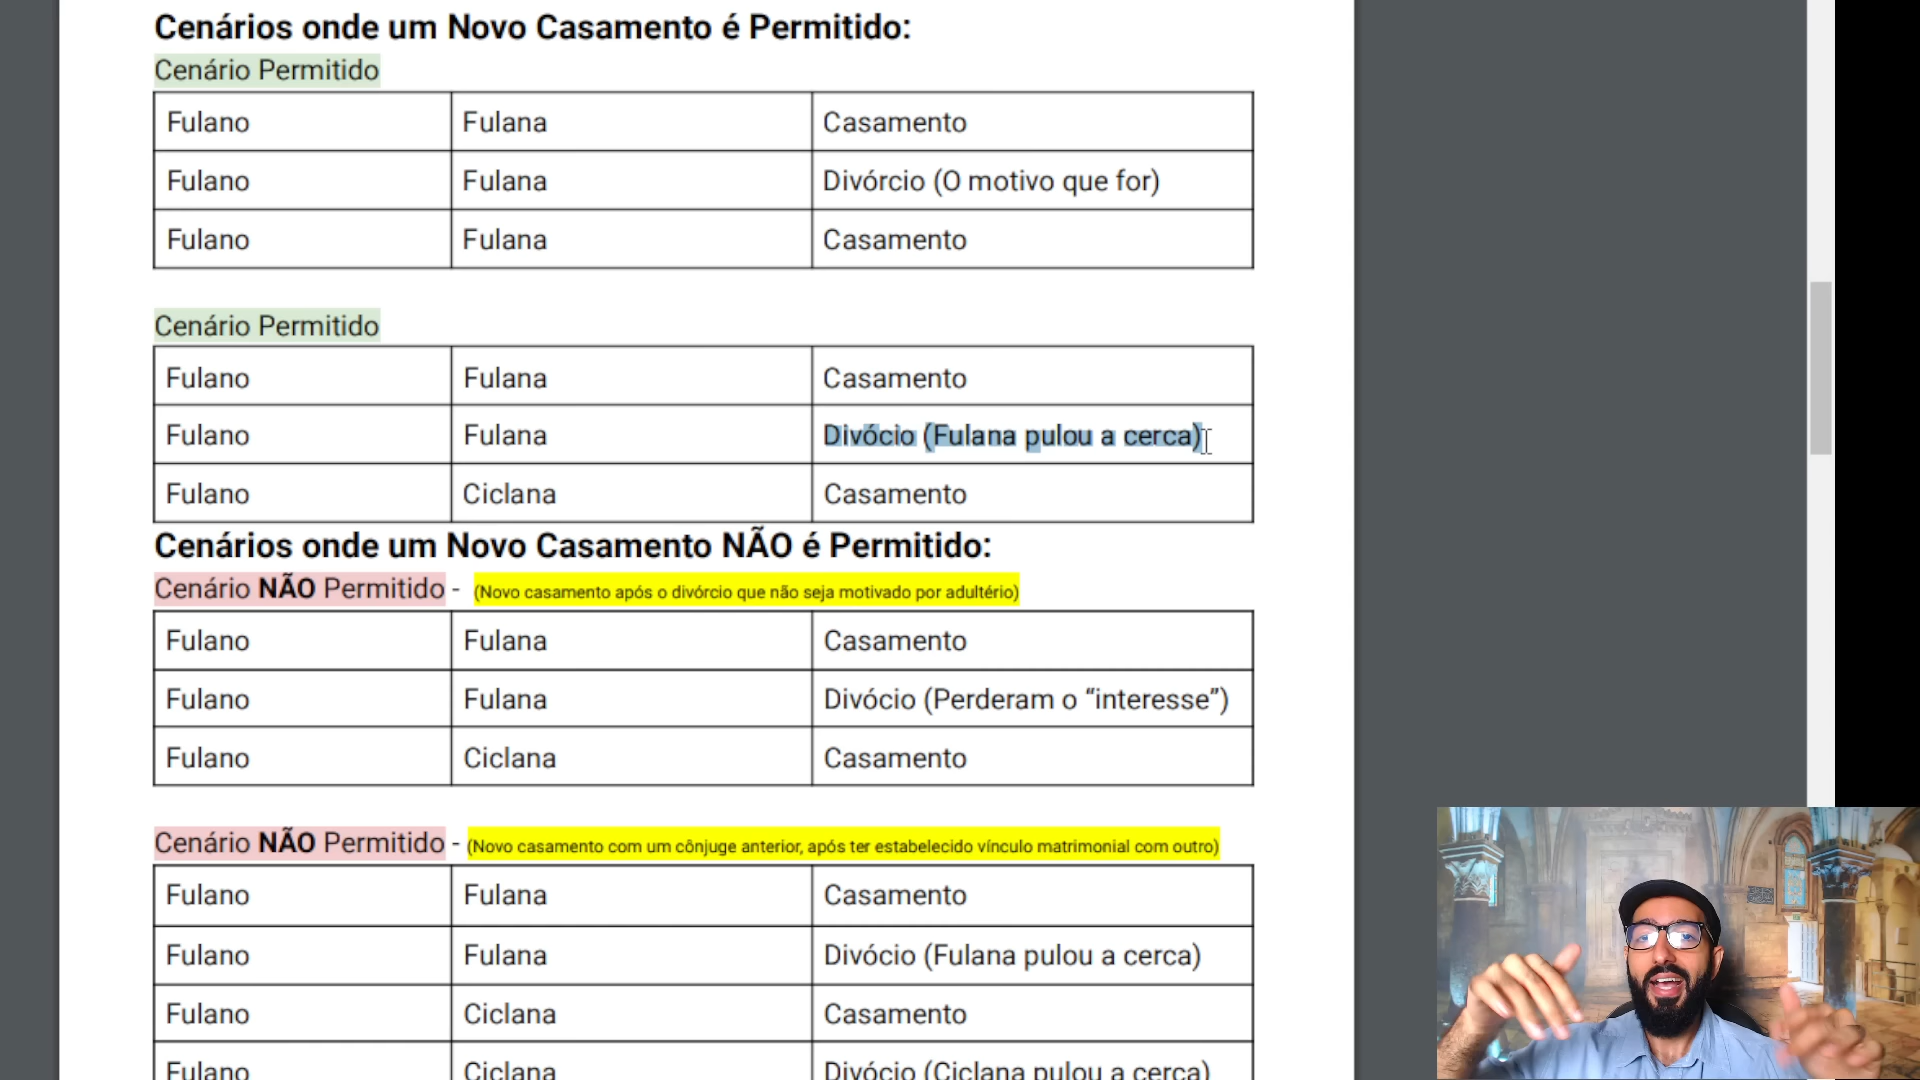 Cenários onde um Novo Casamento é Permitido:
Cenário Permitido
Fulano Fulana Casamento
Fulano Fulana Divórcio (O motivo que for)
Fulano Fulana Casamento
Cenário Permitido
Fulano Fulana Casamento
Fulano Fulana Divócio (Fulana pulou a cerca)
Fulano Ciclana Casamento
Cenários onde um Novo Casamento NÃO é Permitido:
Cenário NÃO Permitido - (Novo casamento após o divórcio que não seja motivado por adultério)
Fulano Fulana Casamento
Fulano Fulana Divócio (Perderam o “interesse”)
Fulano Ciclana Casamento
Cenário NÃO Permitido - (Novo casamento com um cônjuge anterior, após ter estabelecido vínculo matrimonial com outro)
Fulano Fulana Casamento
Fulano Fulana Divócio (Fulana pulou a cerca)
Fulano Ciclana Casamento
Fulano Ciclana Divócio (Ciclana pulou a cerca)